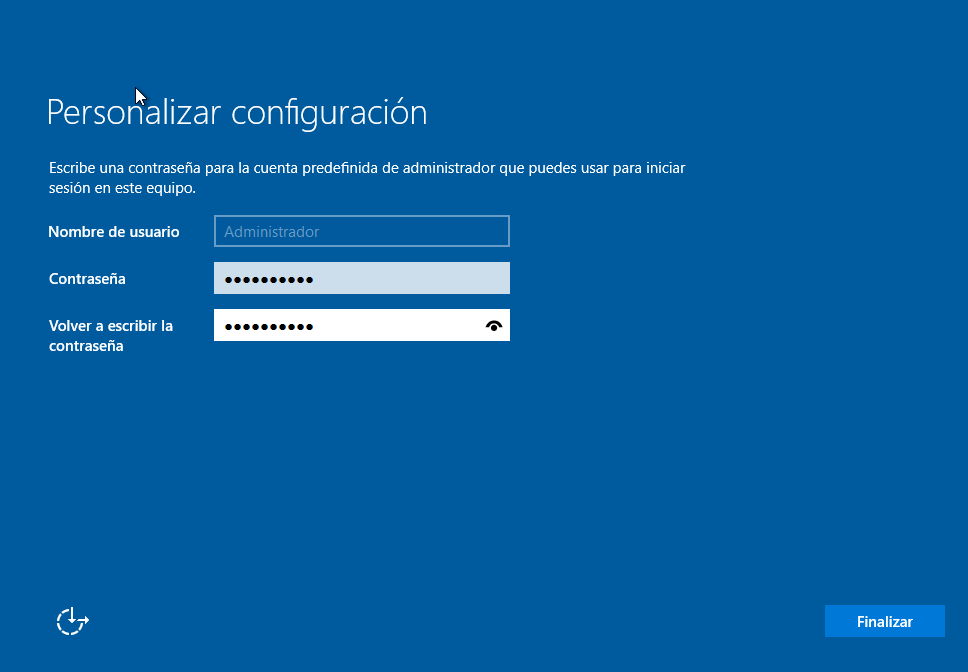 Personalizar configuración
Escribe una contraseña para la cuenta predefinida de administrador que puedes usar para iniciar
sesión en este equipo.
Nombre de usuario
Administrador
Contraseña
●●●●●●●●●●
Volver a escribir la
contraseña
●●●●●●●●●●
Finalizar